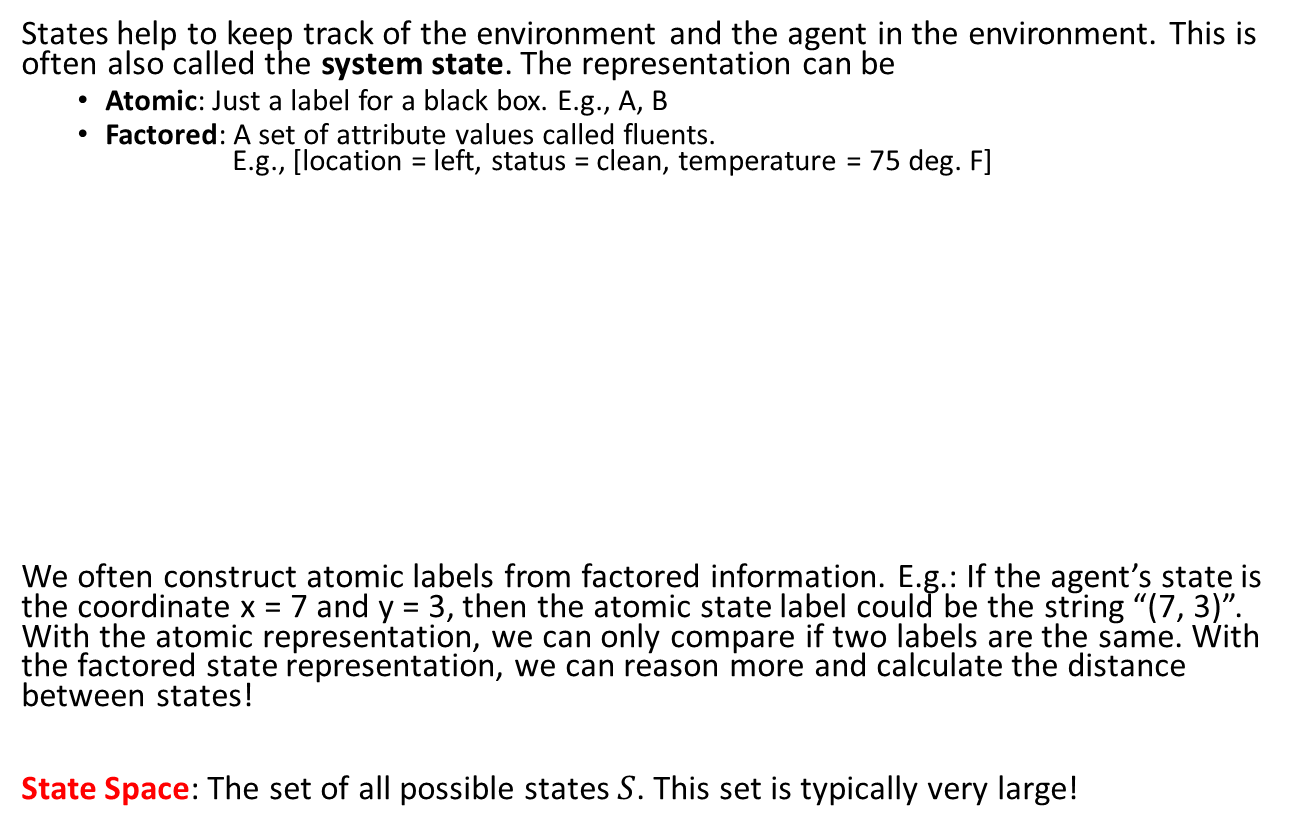 States help to keep track of the environment and the agent in the environment. This is
often also called the system state. The representation can be
• Atomic: Just a label for a black box. E.g., A, B
• Factored: A set of attribute values called fluents.
E.g., [location = left, status = clean, temperature = 75 deg. F]
We often construct atomic labels from factored information. E.g.: If the agent’s state is
the coordinate x = 7 and y = 3, then the atomic state label could be the string “(7, 3)”.
With the atomic representation, we can only compare if two labels are the same. With
the factored state representation, we can reason more and calculate the distance
between states!
State Space: The set of all possible states 𝑆. This set is typically very large!